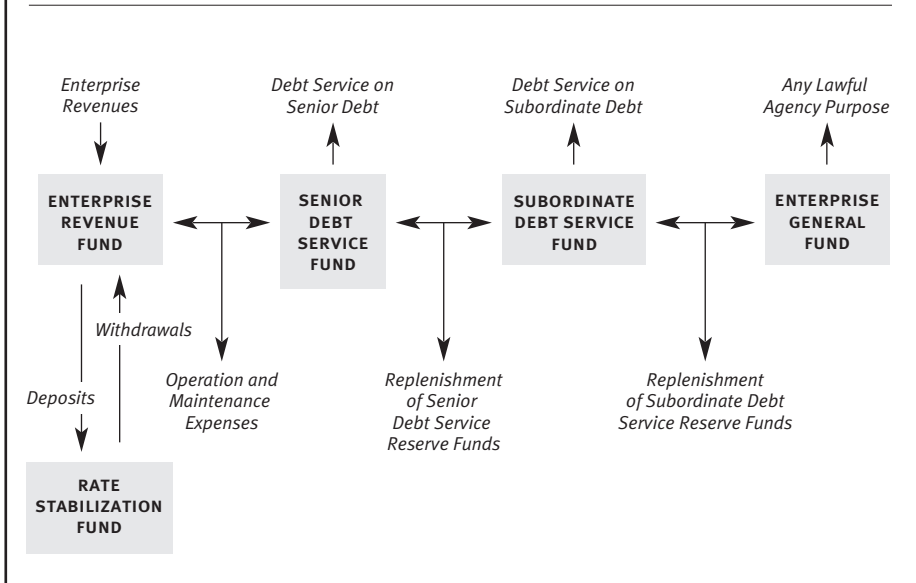 Enterprise
Revenues
Debt Service on
Senior Debt
Debt Service on
Subordinate Debt
Any Lawful
Agency Purpose
ENTERPRISE
REVENUE
FUND
SENIOR
DEBT
SERVICE
FUND
SUBORDINATE
DEBT SERVICE
FUND
ENTERPRISE
GENERAL
FUND
Withdrawals
Deposits
Operation and
Maintenance
Expenses
Replenishment
of Senior
Debt Service
Reserve Funds
Replenishment
of Subordinate Debt
Service Reserve Funds
RATE
STABILIZATION
FUND